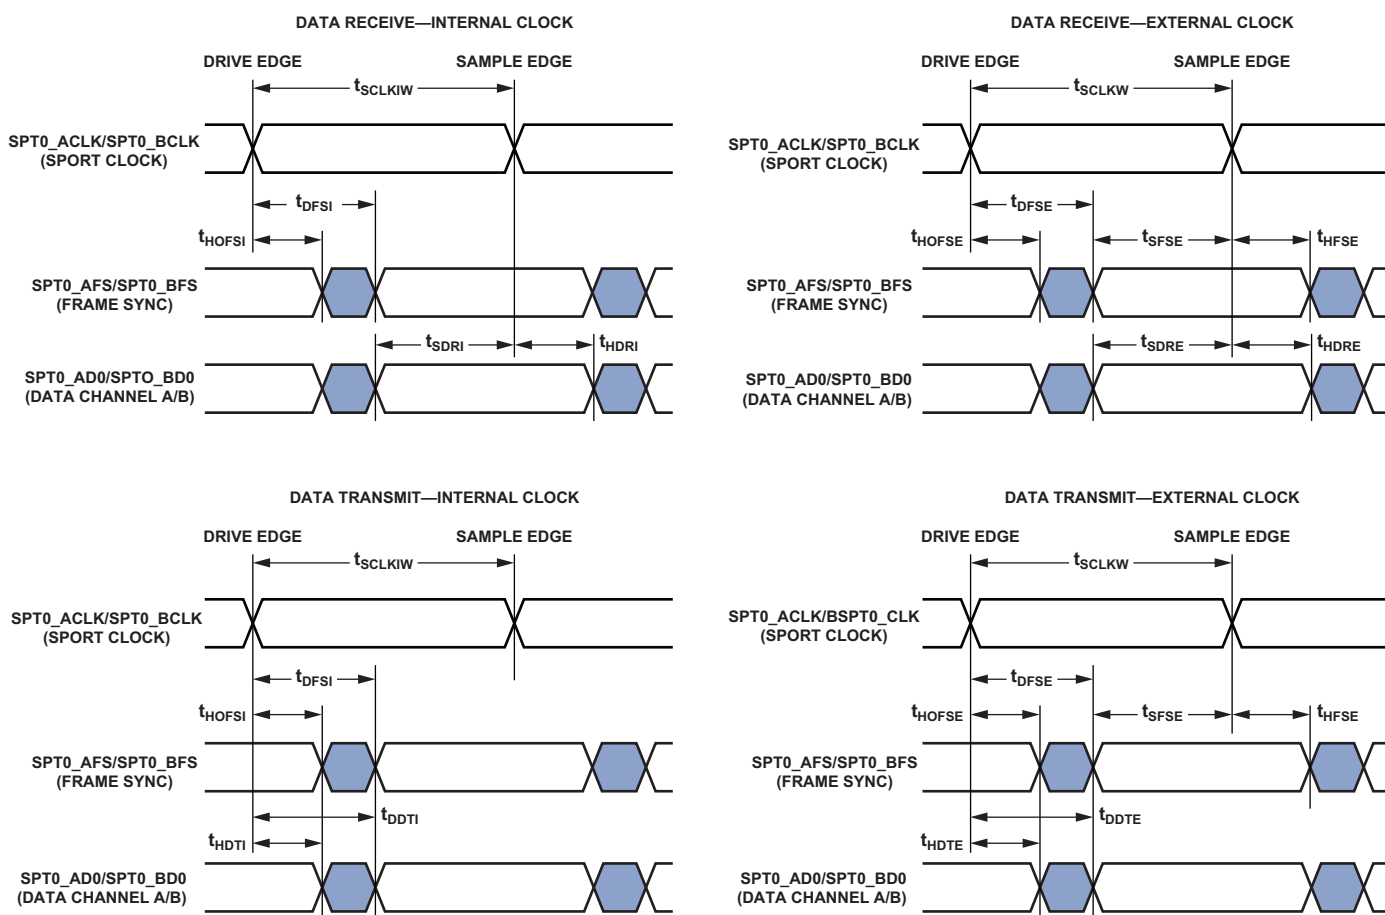 DATA RECEIVE—INTERNAL CLOCK
DRIVE EDGE
SAMPLE EDGE
tSCLKIW
SPT0_ACLK/SPT0_BCLK
(SPORT CLOCK)
tDFSI
tHOFSI
SPT0_AFS/SPT0_BFS
(FRAME SYNC)
tSDRI
tHDRI
SPT0_AD0/SPTO_BD0
(DATA CHANNEL A/B)
DATA RECEIVE—EXTERNAL CLOCK
DRIVE EDGE
SAMPLE EDGE
tSCLKW
SPT0_ACLK/SPT0_BCLK
(SPORT CLOCK)
tDFSE
tHOFSE
tSFSE
tHFSE
SPT0_AFS/SPT0_BFS
(FRAME SYNC)
tSDRE
tHDRE
SPT0_AD0/SPT0_BD0
(DATA CHANNEL A/B)
DATA TRANSMIT—INTERNAL CLOCK
DRIVE EDGE
SAMPLE EDGE
tSCLKIW
SPT0_ACLK/SPT0_BCLK
(SPORT CLOCK)
tDFSI
tHOFSI
SPT0_AFS/SPT0_BFS
(FRAME SYNC)
tDDTI
tHDTI
SPT0_AD0/SPT0_BD0
(DATA CHANNEL A/B)
DATA TRANSMIT—EXTERNAL CLOCK
DRIVE EDGE
SAMPLE EDGE
tSCLKW
SPT0_ACLK/BSPT0_CLK
(SPORT CLOCK)
tDFSE
tHOFSE
tSFSE
tHFSE
SPT0_AFS/SPT0_BFS
(FRAME SYNC)
tDDTE
tHDTE
SPT0_AD0/SPT0_BD0
(DATA CHANNEL A/B)